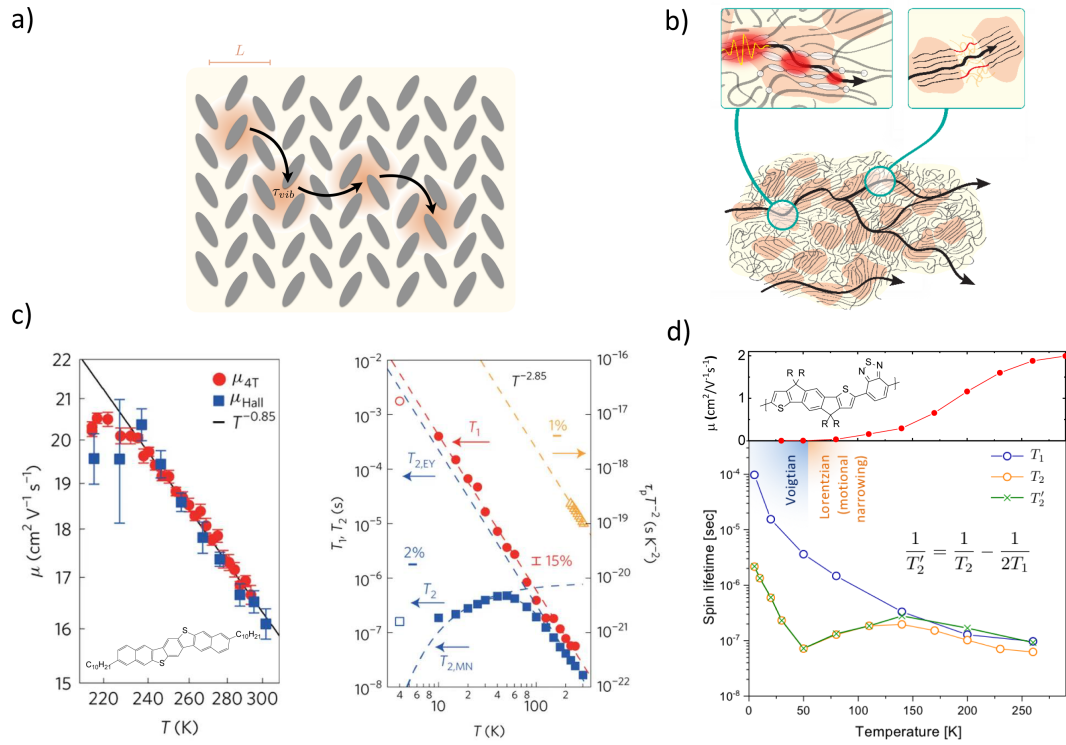 a)
L
τvib
b)
c)
μ (cm² V⁻¹ s⁻¹)
22
21
20
19
18
17
16
15
μ4T
μHall
T⁻⁰·⁸⁵
C₁₀H₂₁
S
S
C₁₀H₂₁
220 240 260 280 300
T (K)
T₁, T₂ (s)
10⁻²
10⁻³
10⁻⁴
10⁻⁵
10⁻⁶
10⁻⁷
10⁻⁸
T⁻²·⁸⁵
T₁
1%
T₂,EY
2%
15%
T₂
T₂,MN
10⁻¹⁶
10⁻¹⁷
10⁻¹⁸
10⁻¹⁹
10⁻²⁰
10⁻²¹
10⁻²²
τp T⁻² (s K⁻²)
4 6 8 10 2 4 6 8 100 2
T (K)
d)
μ (cm²/V⁻¹s⁻¹)
2
1
0
R R
S
S
R R
N S N
Voigtian
Lorentzian
(motional
narrowing)
T₁
T₂
T₂′
1/T₂′ = 1/T₂ − 1/2T₁
Spin lifetime [sec]
10⁻⁴
10⁻⁵
10⁻⁶
10⁻⁷
10⁻⁸
0 50 100 150 200 250
Temperature [K]